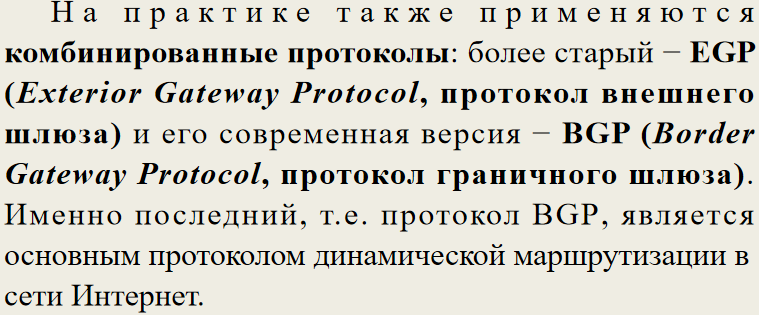 На практике также применяются
комбинированные протоколы: более старый − EGP
(Exterior Gateway Protocol, протокол внешнего
шлюза) и его современная версия − BGP (Border
Gateway Protocol, протокол граничного шлюза).
Именно последний, т.е. протокол BGP, является
основным протоколом динамической маршрутизации в
сети Интернет.